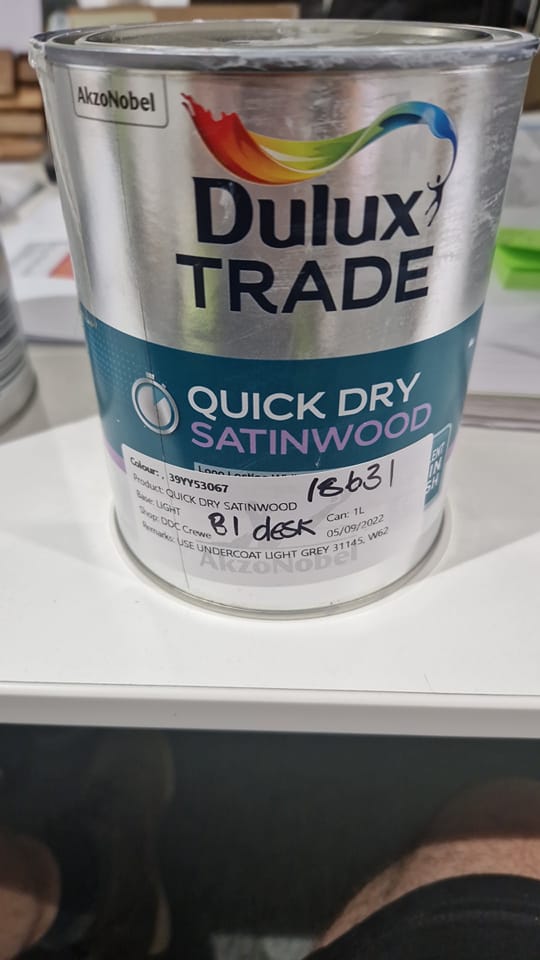 AkzoNobel
Dulux
TRADE
QUICK DRY
SATINWOOD
Colour: , 39YY53067
Product: QUICK DRY SATINWOOD
18631
Base: LIGHT
Can: 1L
Shop: DDC Crewe
B1 desk
05/09/2022
Remarks: USE UNDERCOAT LIGHT GREY 31145, W62
AkzoNobel